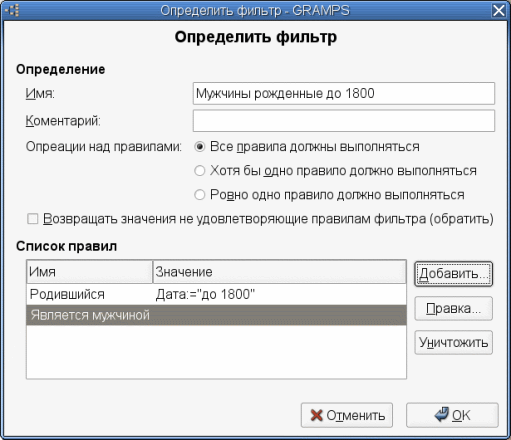 Определить фильтр - GRAMPS
Определить фильтр
Определение
Имя: Мужчины рожденные до 1800
Коментарий:
Опреации над правилами: Все правила должны выполняться
Хотя бы одно правило должно выполняться
Ровно одно правило должно выполняться
Возвращать значения не удовлетворяющие правилам фильтра (обратить)
Список правил
Имя Значение
Родившийся Дата:="до 1800"
Является мужчиной
Добавить...
Правка...
Уничтожить
Отменить OK